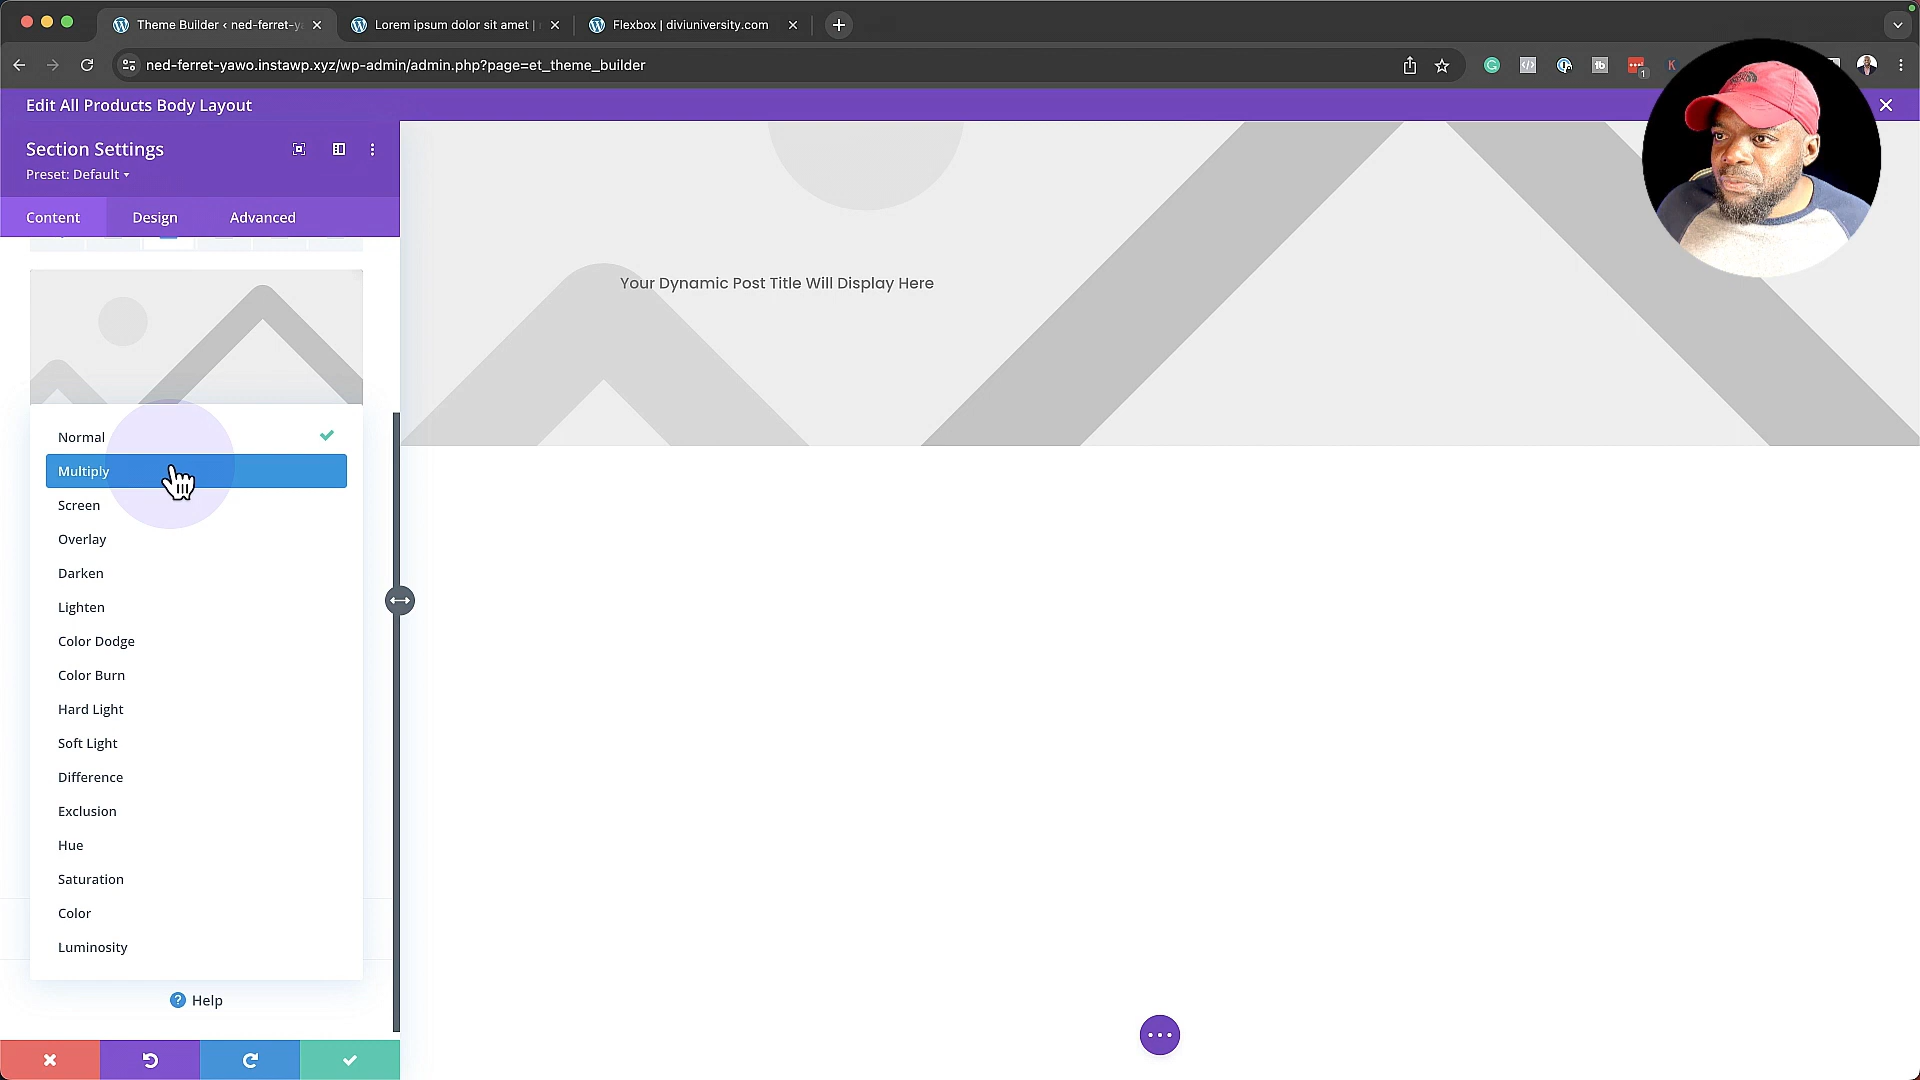 Theme Builder ‹ ned-ferret-ya
Lorem ipsum dolor sit amet |
Flexbox | diviuniversity.com
ned-ferret-yawo.instawp.xyz/wp-admin/admin.php?page=et_theme_builder
tb
1
K
Edit All Products Body Layout
Section Settings
Preset: Default
Content
Design
Advanced
Your Dynamic Post Title Will Display Here
Normal
Multiply
Screen
Overlay
Darken
Lighten
Color Dodge
Color Burn
Hard Light
Soft Light
Difference
Exclusion
Hue
Saturation
Color
Luminosity
? Help